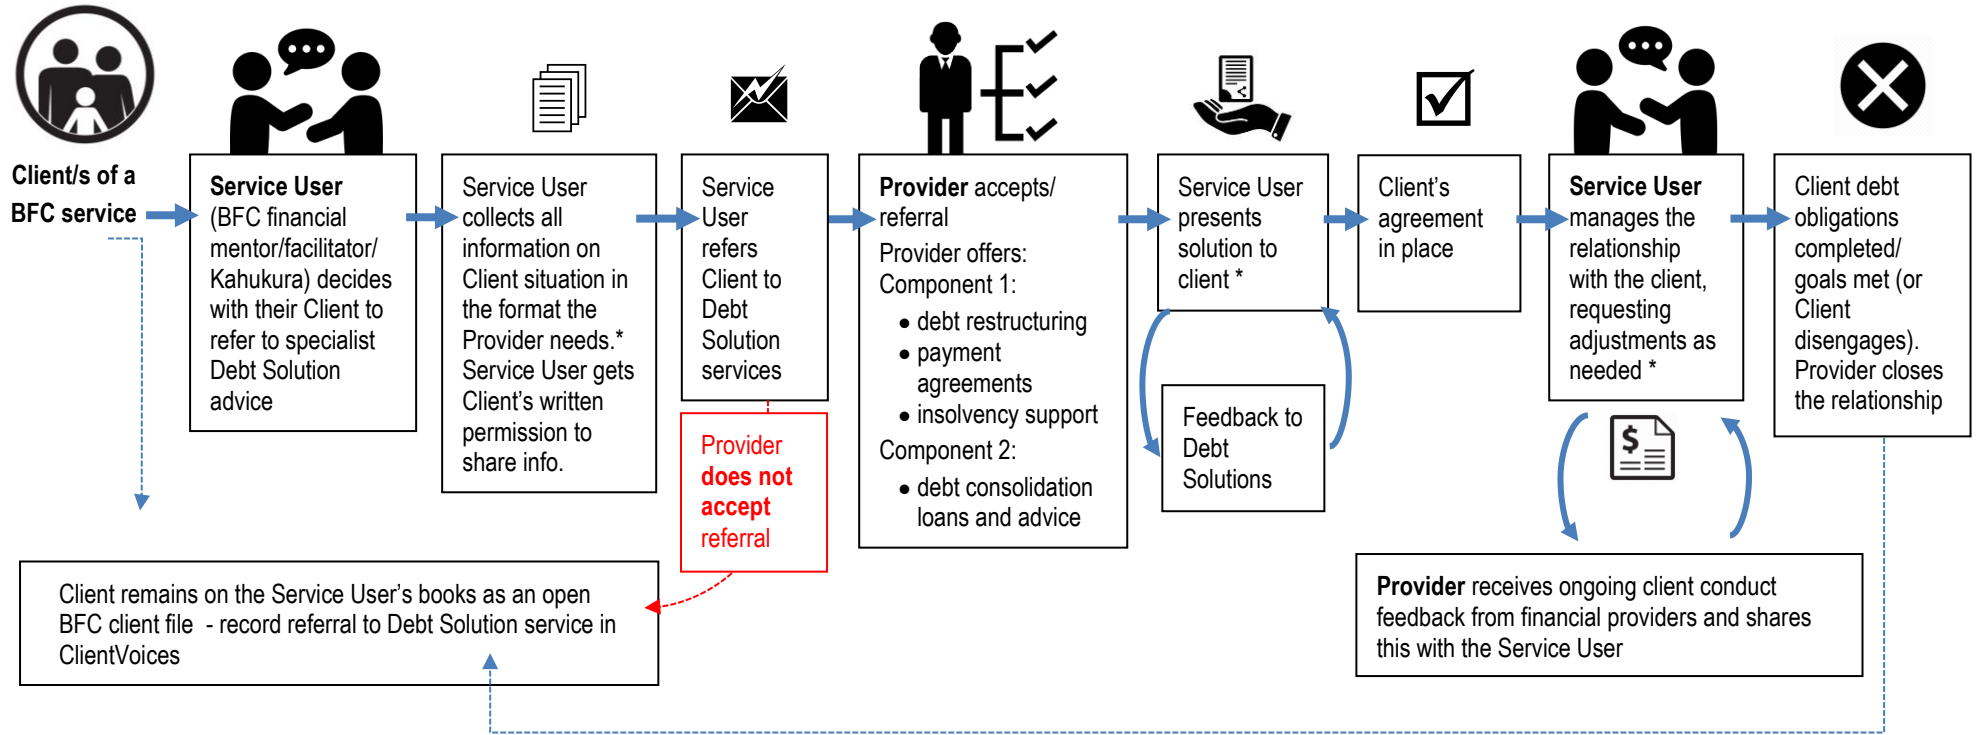 Client/s of a
BFC service
Service User
(BFC financial
mentor/facilitator/
Kahukura) decides
with their Client to
refer to specialist
Debt Solution
advice
Service User
collects all
information on
Client situation in
the format the
Provider needs.*
Service User gets
Client's written
permission to
share info.
Service
User
refers
Client to
Debt
Solution
services
Provider
does not
accept
referral
Provider accepts/
referral
Provider offers:
Component 1:
• debt restructuring
• payment
agreements
• insolvency support
Component 2:
• debt consolidation
loans and advice
Service User
presents
solution to
client *
Feedback to
Debt
Solutions
Client's
agreement
in place
Service User
manages the
relationship
with the client,
requesting
adjustments as
needed *
$
Provider receives ongoing client conduct
feedback from financial providers and shares
this with the Service User
Client debt
obligations
completed/
goals met (or
Client
disengages).
Provider closes
the relationship
Client remains on the Service User's books as an open
BFC client file - record referral to Debt Solution service in
ClientVoices